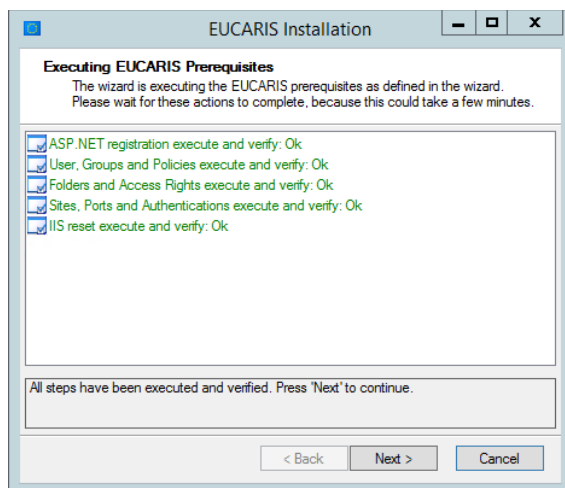 EUCARIS Installation
Executing EUCARIS Prerequisites
The wizard is executing the EUCARIS prerequisites as defined in the wizard.
Please wait for these actions to complete, because this could take a few minutes.
ASP.NET registration execute and verify: Ok
User, Groups and Policies execute and verify: Ok
Folders and Access Rights execute and verify: Ok
Sites, Ports and Authentications execute and verify: Ok
IIS reset execute and verify: Ok
All steps have been executed and verified. Press 'Next' to continue.
< Back Next > Cancel